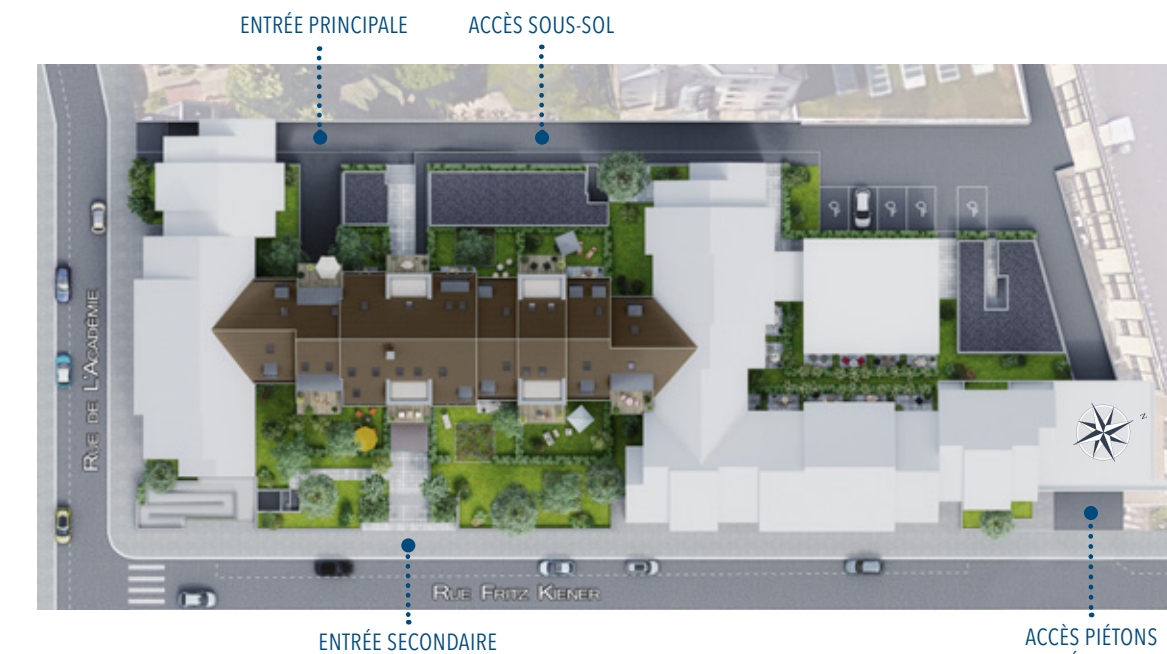 ENTRÉE PRINCIPALE
ACCÈS SOUS-SOL
RUE DE L'ACADÉMIE
N
RUE FRITZ KIENER
ENTRÉE SECONDAIRE
ACCÈS PIÉTONS